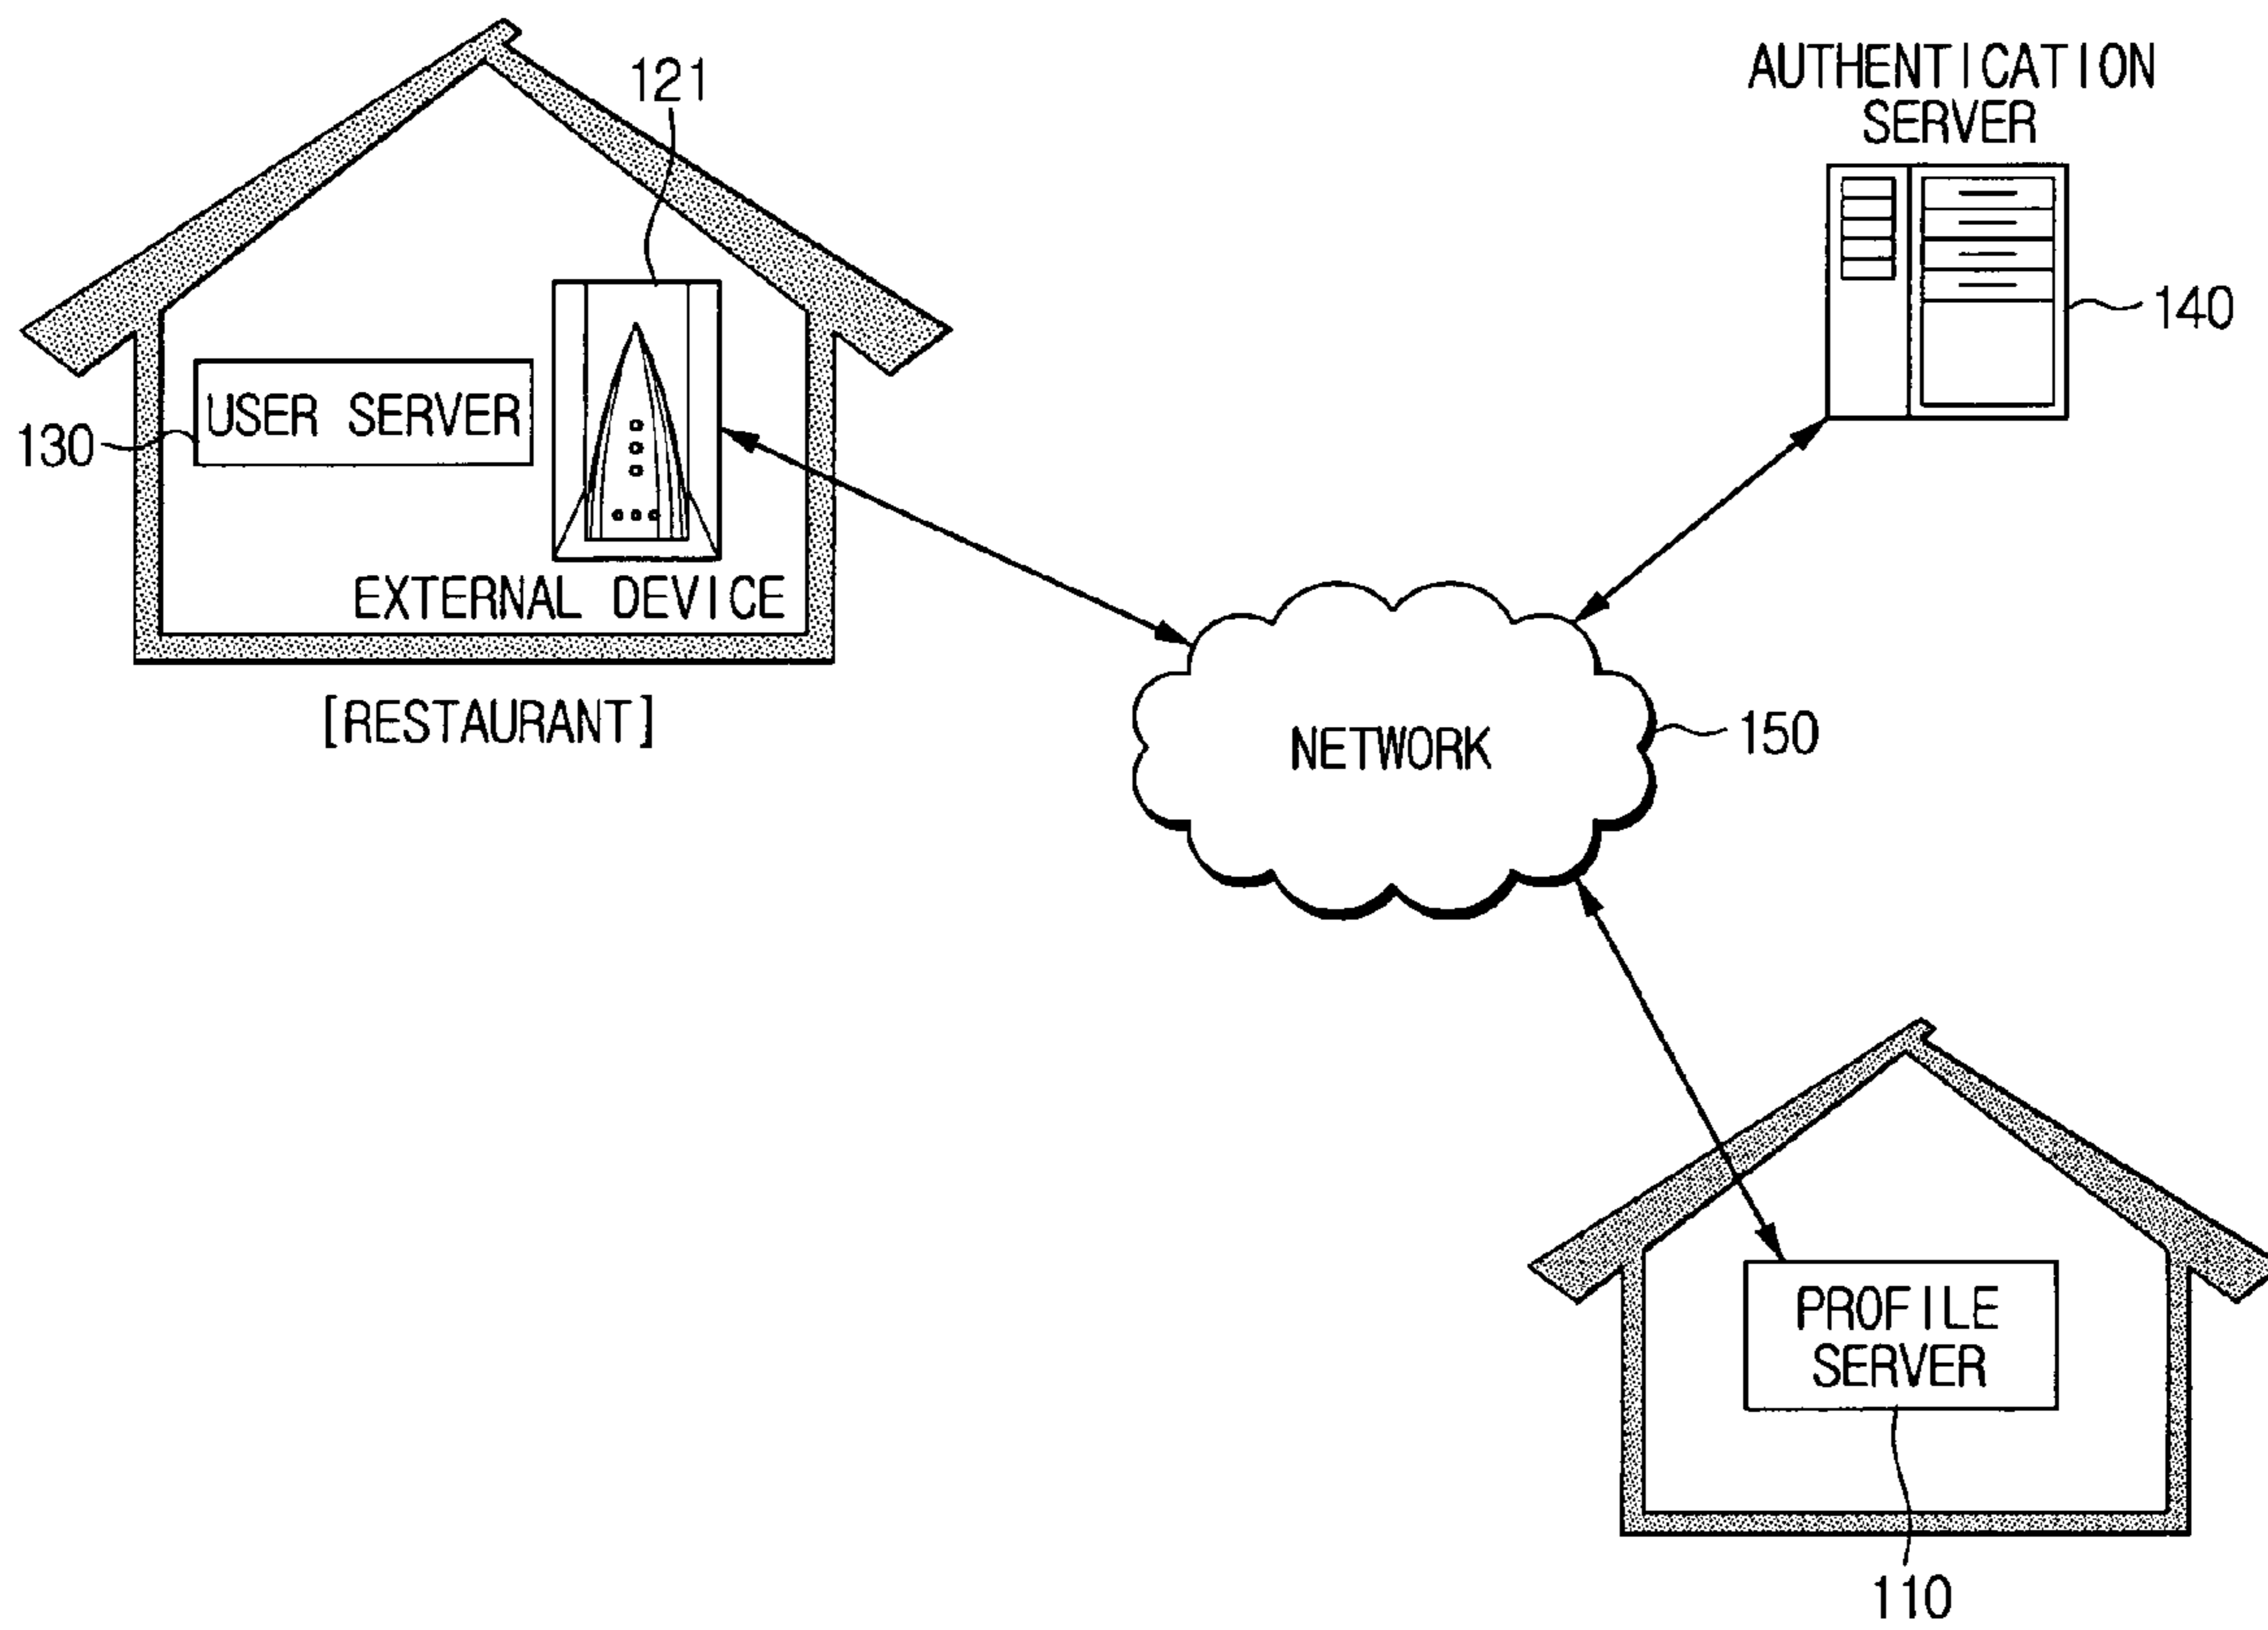 121
AUTHENTICATION
SERVER
140
USER SERVER
130
EXTERNAL DEVICE
[RESTAURANT]
NETWORK
150
PROFILE
SERVER
110